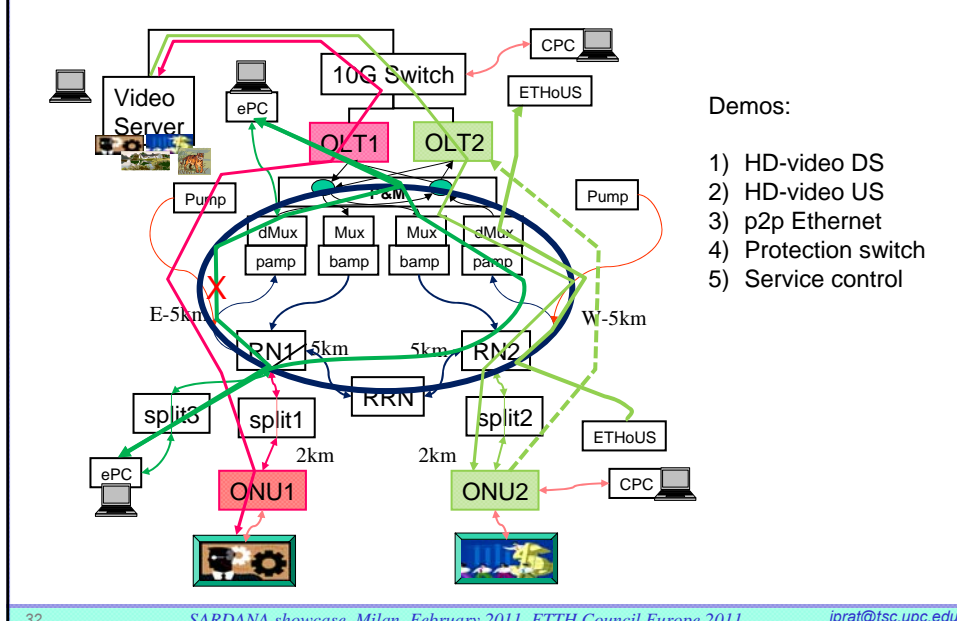 CPC
10G Switch
Video
Server
ePC
ETHoUS
Demos:
OLT1
OLT2
1) HD-video DS
2) HD-video US
3) p2p Ethernet
4) Protection switch
5) Service control
Pump
P&M
Pump
dMux
Mux
Mux
dMux
pamp
bamp
bamp
pamp
X
E-5km
W-5km
RN1
5km
5km
RN2
RRN
split3
split1
split2
ETHoUS
2km
2km
ePC
ONU1
ONU2
CPC
32
SARDANA showcase, Milan, February 2011, FTTH Council Europe 2011
jprat@tsc.upc.edu